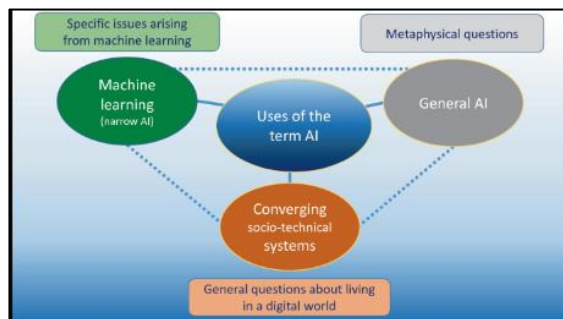 Specific issues arising
from machine learning
Metaphysical questions
Machine
learning
(narrow AI)
Uses of the
term AI
General AI
Converging
socio-technical
systems
General questions about living
in a digital world